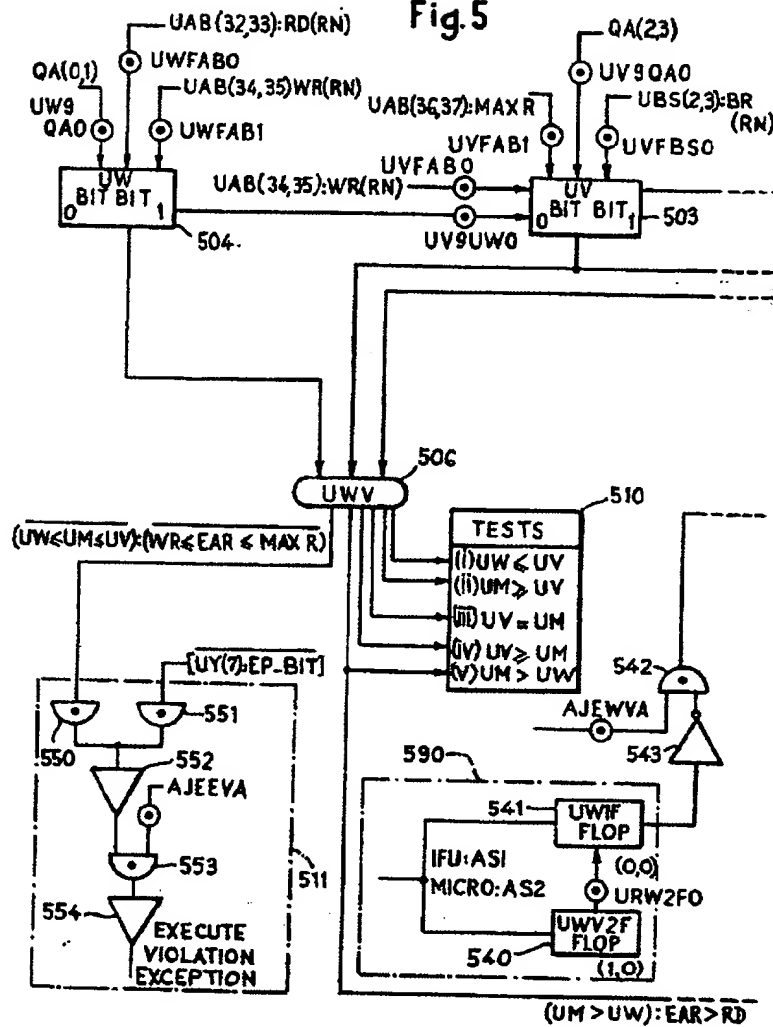 Fig.5
UAB(32,33):RD(RN)
QA(2,3)
UWFAB0
QA(0,1)
UV9QA0
UAB(34,35)WR(RN)
UAB(36,37):MAXR
UBS(2,3):BR
(RN)
UW9
QA0
UWFAB1
UVFAB1
UVFBS0
UVFAB0
UAB(34,35):WR(RN)
UW
BIT BIT
0 1
504.
UV
BIT BIT
0 1
503
UV9UW0
506
UWV
510
TESTS
(UW≤UM≤UV):(WR≤EAR≤MAX R)
(i)UW≤UV
(ii)UM≥UV
(iii)UV=UM
(iv)UV≥UM
(v)UM>UW
[UY(7):EP-BIT]
542
550
551
AJEWVA
543
552
AJEEVA
590
541
UW1F
FLOP
553
511
IFU:AS1
(0,0)
MICRO:AS2
URW2F0
554
EXECUTE
VIOLATION
EXCEPTION
540
UWV2F
FLOP
(1,0)
(UM>UW):EAR>RD